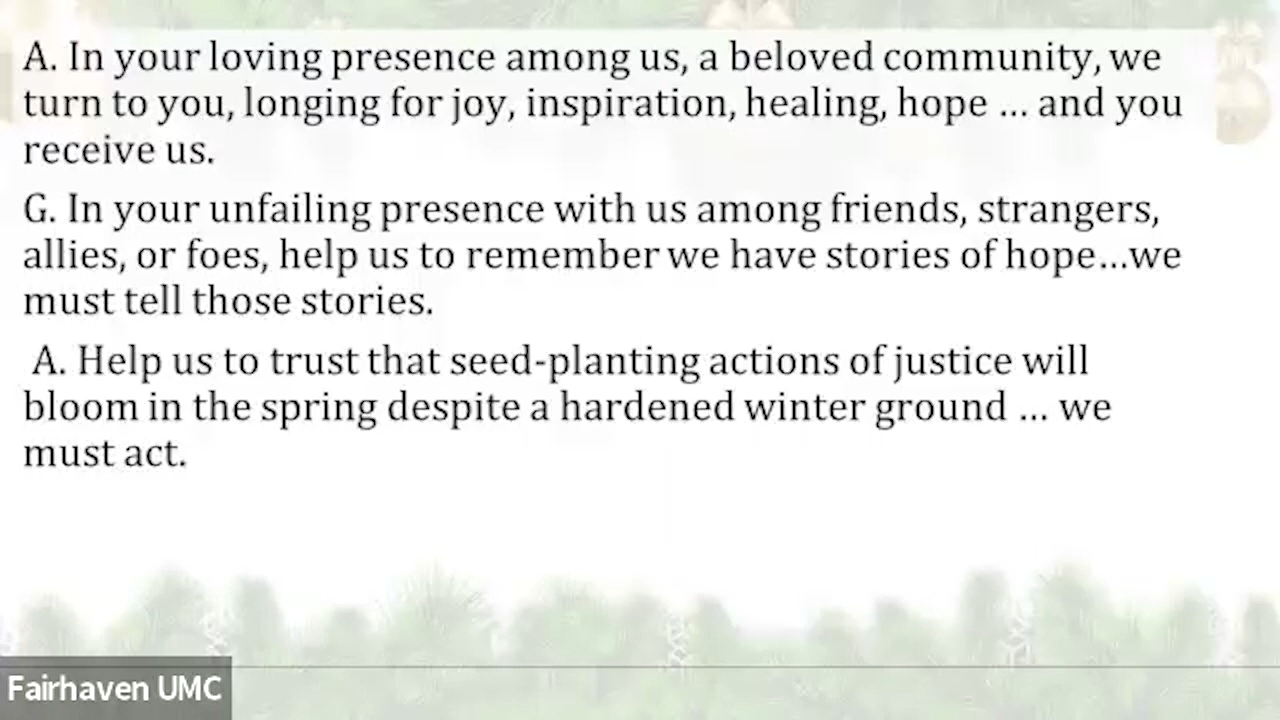 A. In your loving presence among us, a beloved community, we
turn to you, longing for joy, inspiration, healing, hope … and you
receive us.
G. In your unfailing presence with us among friends, strangers,
allies, or foes, help us to remember we have stories of hope…we
must tell those stories.
A. Help us to trust that seed-planting actions of justice will
bloom in the spring despite a hardened winter ground … we
must act.
Fairhaven UMC